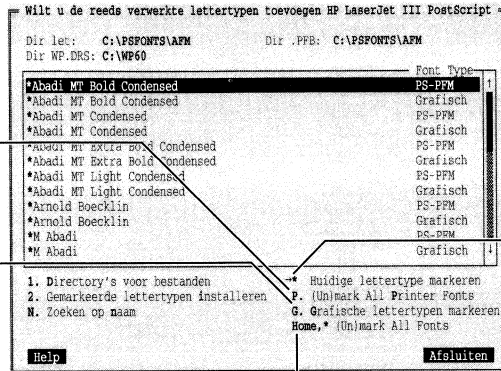 Wilt u de reeds verwerkte lettertypen toevoegen HP LaserJet III PostScript
Dir let: C:\PSFONTS\AFM Dir .PFB: C:\PSFONTS\AFM
Dir WP.DRS: C:\WP60
Font Type
*Abadi MT Bold Condensed PS-PFM
*Abadi MT Bold Condensed Grafisch
*Abadi MT Condensed PS-PFM
*Abadi MT Condensed Grafisch
*Abadi MT Extra Bold Condensed PS-PFM
*Abadi MT Extra Bold Condensed Grafisch
*Abadi MT Light Condensed PS-PFM
*Abadi MT Light Condensed Grafisch
*Arnold Boecklin PS-PFM
*Arnold Boecklin Grafisch
*M Abadi PS-PFM
*M Abadi Grafisch
1. Directory's voor bestanden * Huidige lettertype markeren
2. Gemarkeerde lettertypen installeren P. (Un)mark All Printer Fonts
N. Zoeken op naam G. Grafische lettertypen markeren
Home,* (Un)mark All Fonts
Help Afsluiten